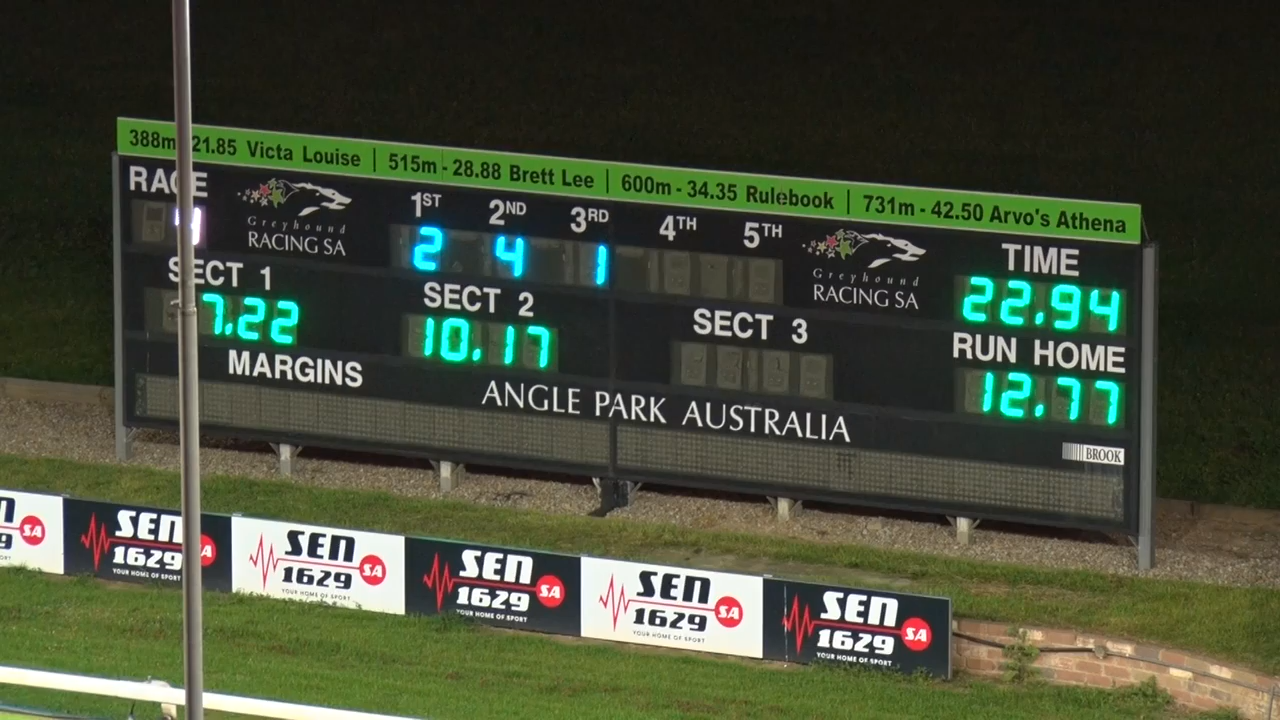 388m 21.85 Victa Louise | 515m - 28.88 Brett Lee | 600m - 34.35 Rulebook | 731m - 42.50 Arvo's Athena
RACE
Greyhound
RACING SA
1ST 2ND 3RD 4TH 5TH
2 4 1
Greyhound
RACING SA
TIME
22.94
SECT 1
7.22
SECT 2
10.17
SECT 3
RUN HOME
12.77
MARGINS
ANGLE PARK AUSTRALIA
BROOK
N
9
SA
SEN
1629
SA
YOUR HOME OF SPORT
SEN
1629
SA
YOUR HOME OF SPORT
SEN
1629
SA
YOUR HOME OF SPORT
SEN
1629
SA
YOUR HOME OF SPORT
SEN
1629
SA
YOUR HOME OF SPORT